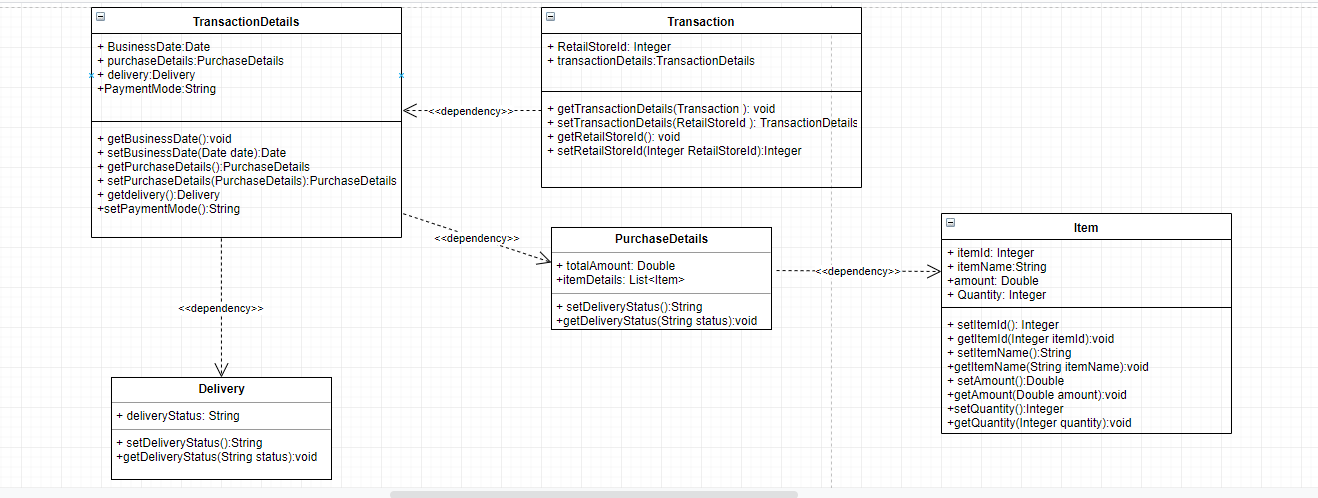 TransactionDetails
+ BusinessDate:Date
+ purchaseDetails:PurchaseDetails
+ delivery:Delivery
+PaymentMode:String
+ getBusinessDate():void
+ setBusinessDate(Date date):Date
+ getPurchaseDetails():PurchaseDetails
+ setPurchaseDetails(PurchaseDetails):PurchaseDetails
+ getdelivery():Delivery
+setPaymentMode():String
<<dependency>>
Transaction
+ RetailStoreId: Integer
+ transactionDetails:TransactionDetails
+ getTransactionDetails(Transaction ): void
+ setTransactionDetails(RetailStoreId ): TransactionDetails
+ getRetailStoreId(): void
+ setRetailStoreId(Integer RetailStoreId):Integer
<<dependency>>
PurchaseDetails
+ totalAmount: Double
+itemDetails: List<Item>
+ setDeliveryStatus():String
+getDeliveryStatus(String status):void
<<dependency>>
Item
+ itemId: Integer
+ itemName:String
+amount: Double
+ Quantity: Integer
+ setItemId(): Integer
+ getItemId(Integer itemId):void
+ setItemName():String
+getItemName(String itemName):void
+ setAmount():Double
+getAmount(Double amount):void
+setQuantity():Integer
+getQuantity(Integer quantity):void
<<dependency>>
Delivery
+ deliveryStatus: String
+ setDeliveryStatus():String
+getDeliveryStatus(String status):void